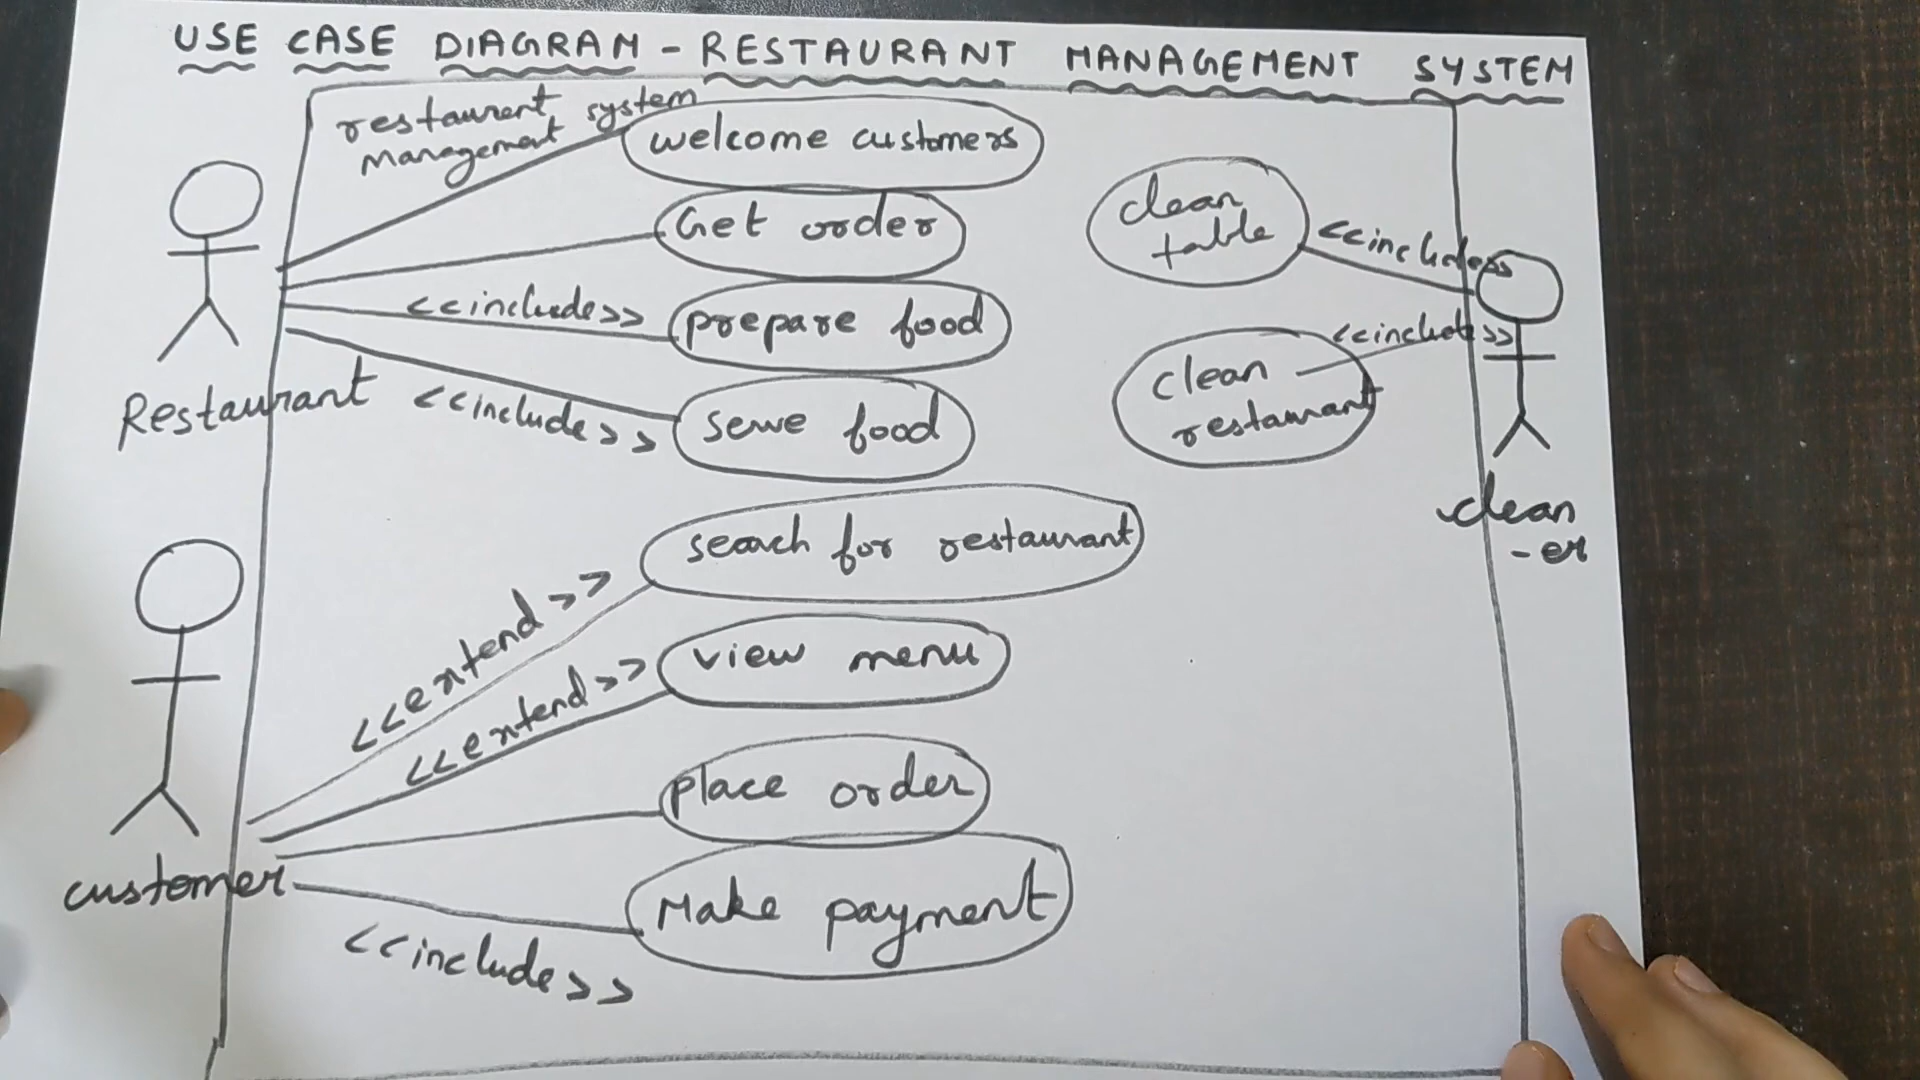 USE CASE DIAGRAM - RESTAURANT MANAGEMENT SYSTEM
restaurent system
Management
welcome customers
Get order
<<include>>
prepare food
<<include>>
serve food
Restaurant
clean
table
<<include>>
clean
restaurant
<<include>>
clean
-er
search for restaurant
<<extend>>
view menu
<<extend>>
place order
Make payment
<<include>>
customer